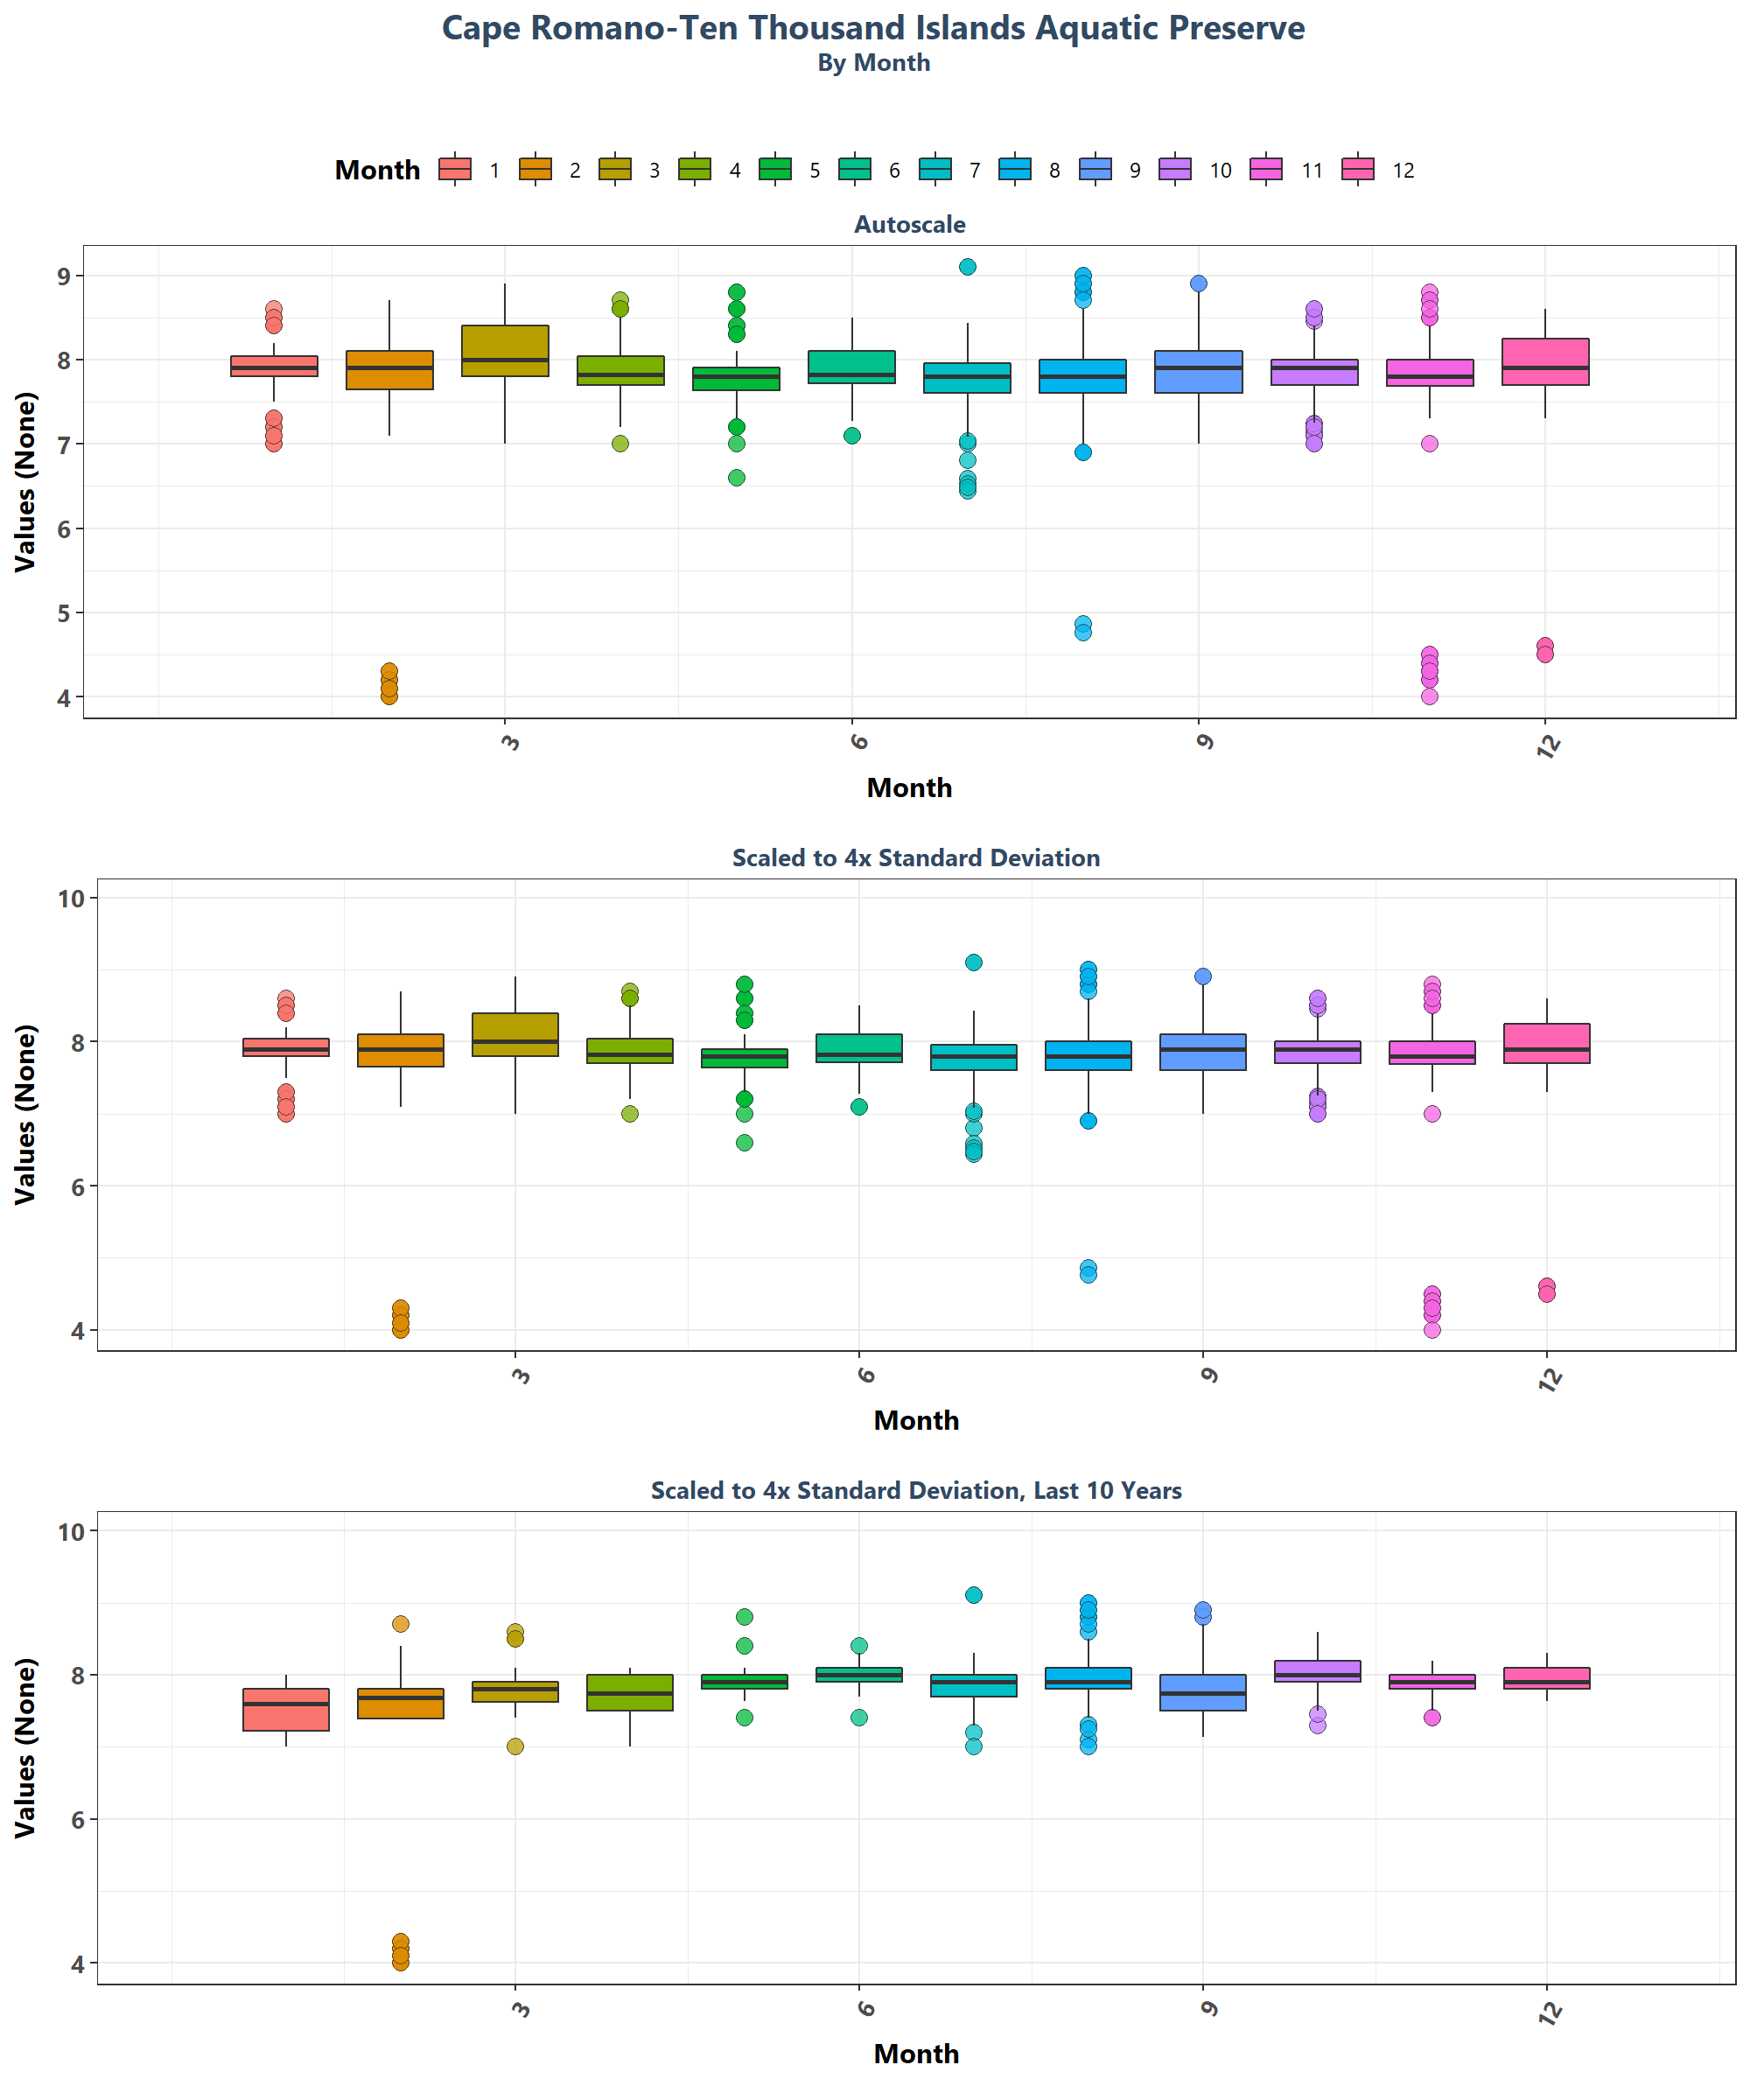 Cape Romano-Ten Thousand Islands Aquatic Preserve
By Month
Month 1 2 3 4 5 6 7 8 9 10 11 12
Autoscale
Values (None)
9
8
7
6
5
4
3 6 9 12
Month
Scaled to 4x Standard Deviation
Values (None)
10
8
6
4
3 6 9 12
Month
Scaled to 4x Standard Deviation, Last 10 Years
Values (None)
10
8
6
4
3 6 9 12
Month